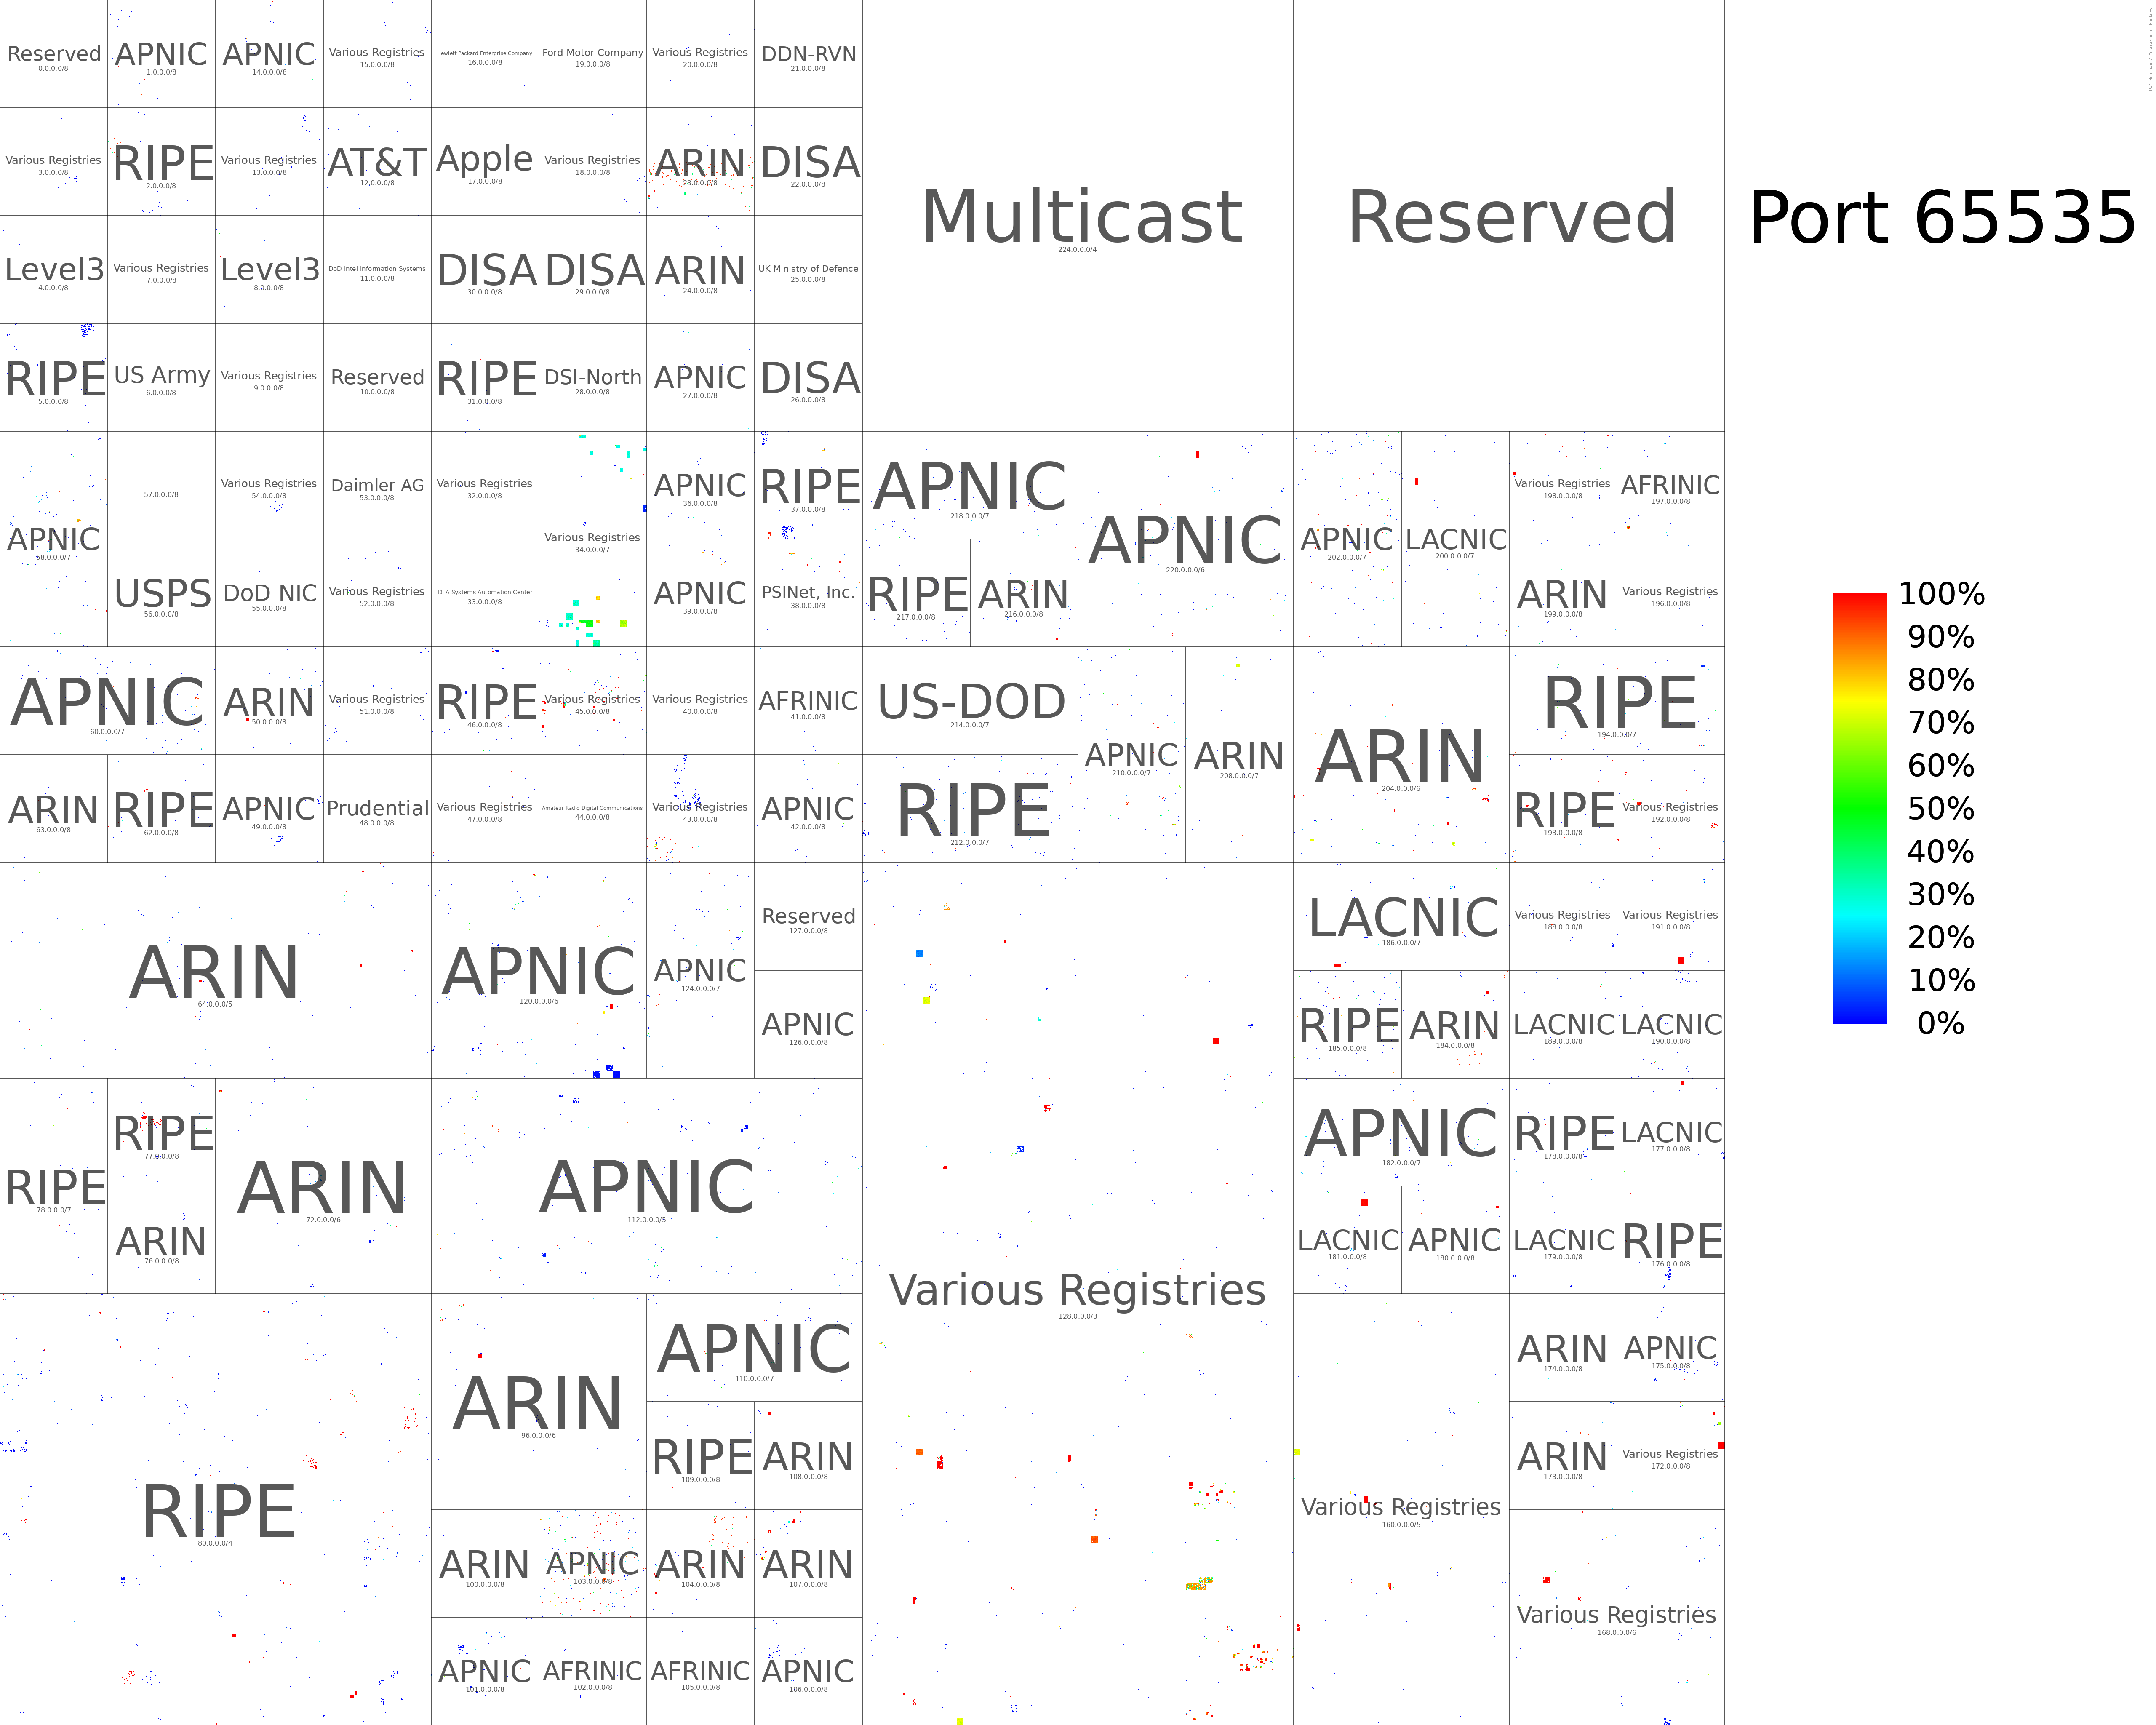 Reserved
0.0.0.0/8
APNIC
1.0.0.0/8
APNIC
14.0.0.0/8
Various Registries
15.0.0.0/8
Hewlett Packard Enterprise Company
16.0.0.0/8
Ford Motor Company
19.0.0.0/8
Various Registries
20.0.0.0/8
DDN-RVN
21.0.0.0/8
Various Registries
3.0.0.0/8
RIPE
2.0.0.0/8
Various Registries
13.0.0.0/8
AT&T
12.0.0.0/8
Apple
17.0.0.0/8
Various Registries
18.0.0.0/8
ARIN
23.0.0.0/8
DISA
22.0.0.0/8
Multicast
224.0.0.0/4
Reserved
Port 65535
Level3
4.0.0.0/8
Various Registries
7.0.0.0/8
Level3
8.0.0.0/8
DoD Intel Information Systems
11.0.0.0/8
DISA
30.0.0.0/8
DISA
29.0.0.0/8
ARIN
24.0.0.0/8
UK Ministry of Defence
25.0.0.0/8
RIPE
5.0.0.0/8
US Army
6.0.0.0/8
Various Registries
9.0.0.0/8
Reserved
10.0.0.0/8
RIPE
31.0.0.0/8
DSI-North
28.0.0.0/8
APNIC
27.0.0.0/8
DISA
26.0.0.0/8
APNIC
58.0.0.0/7
57.0.0.0/8
Various Registries
54.0.0.0/8
Daimler AG
53.0.0.0/8
Various Registries
32.0.0.0/8
Various Registries
34.0.0.0/7
APNIC
36.0.0.0/8
RIPE
37.0.0.0/8
APNIC
218.0.0.0/7
APNIC
220.0.0.0/6
APNIC
202.0.0.0/7
LACNIC
200.0.0.0/7
Various Registries
198.0.0.0/8
AFRINIC
197.0.0.0/8
USPS
56.0.0.0/8
DoD NIC
55.0.0.0/8
Various Registries
52.0.0.0/8
DLA Systems Automation Center
33.0.0.0/8
APNIC
39.0.0.0/8
PSINet, Inc.
38.0.0.0/8
RIPE
217.0.0.0/8
ARIN
216.0.0.0/8
ARIN
199.0.0.0/8
Various Registries
196.0.0.0/8
APNIC
60.0.0.0/7
ARIN
50.0.0.0/8
Various Registries
51.0.0.0/8
RIPE
46.0.0.0/8
Various Registries
45.0.0.0/8
Various Registries
40.0.0.0/8
AFRINIC
41.0.0.0/8
US-DOD
214.0.0.0/7
APNIC
210.0.0.0/7
ARIN
208.0.0.0/7
ARIN
204.0.0.0/6
RIPE
194.0.0.0/7
ARIN
63.0.0.0/8
RIPE
62.0.0.0/8
APNIC
49.0.0.0/8
Prudential
48.0.0.0/8
Various Registries
47.0.0.0/8
Amateur Radio Digital Communications
44.0.0.0/8
Various Registries
43.0.0.0/8
APNIC
42.0.0.0/8
RIPE
212.0.0.0/7
RIPE
193.0.0.0/8
Various Registries
192.0.0.0/8
ARIN
64.0.0.0/5
APNIC
120.0.0.0/6
APNIC
124.0.0.0/7
Reserved
127.0.0.0/8
APNIC
126.0.0.0/8
LACNIC
186.0.0.0/7
Various Registries
188.0.0.0/8
Various Registries
191.0.0.0/8
RIPE
185.0.0.0/8
ARIN
184.0.0.0/8
LACNIC
189.0.0.0/8
LACNIC
190.0.0.0/8
RIPE
78.0.0.0/7
RIPE
77.0.0.0/8
ARIN
76.0.0.0/8
ARIN
72.0.0.0/6
APNIC
112.0.0.0/5
APNIC
182.0.0.0/7
RIPE
178.0.0.0/8
LACNIC
177.0.0.0/8
LACNIC
181.0.0.0/8
APNIC
180.0.0.0/8
LACNIC
179.0.0.0/8
RIPE
176.0.0.0/8
Various Registries
128.0.0.0/3
RIPE
80.0.0.0/4
ARIN
96.0.0.0/6
APNIC
110.0.0.0/7
RIPE
109.0.0.0/8
ARIN
108.0.0.0/8
Various Registries
160.0.0.0/5
ARIN
174.0.0.0/8
APNIC
175.0.0.0/8
ARIN
173.0.0.0/8
Various Registries
172.0.0.0/8
ARIN
100.0.0.0/8
APNIC
103.0.0.0/8
ARIN
104.0.0.0/8
ARIN
107.0.0.0/8
Various Registries
168.0.0.0/6
APNIC
101.0.0.0/8
AFRINIC
102.0.0.0/8
AFRINIC
105.0.0.0/8
APNIC
106.0.0.0/8
100%
90%
80%
70%
60%
50%
40%
30%
20%
10%
0%